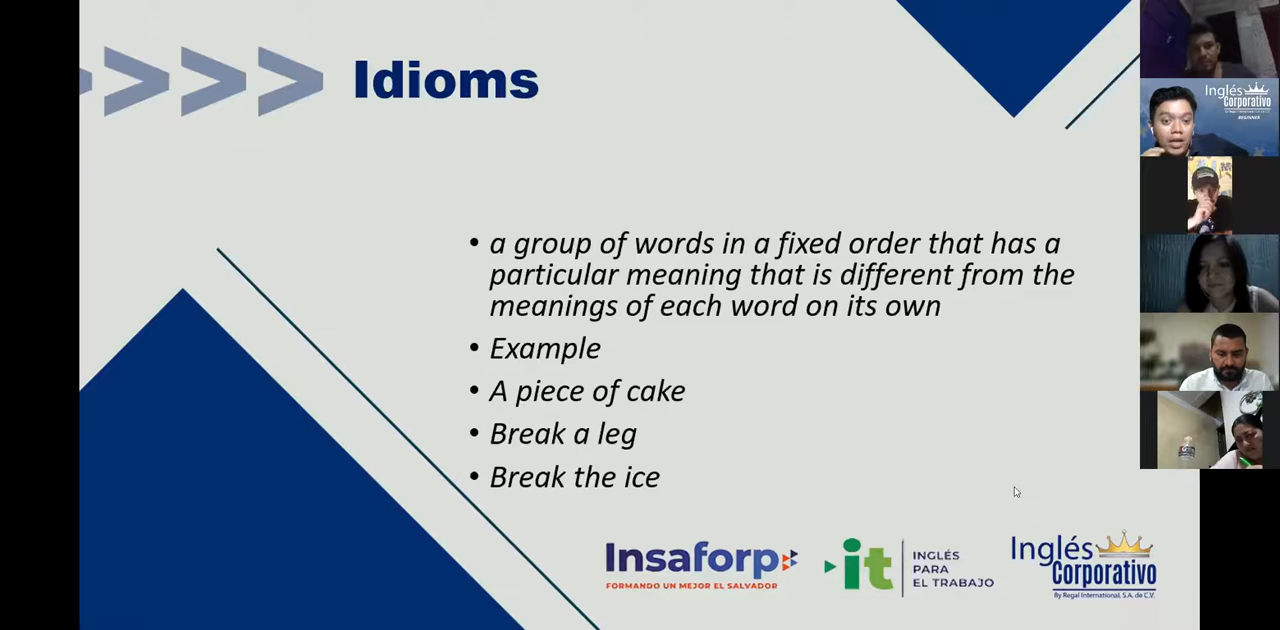 Idioms
• a group of words in a fixed order that has a
particular meaning that is different from the
meanings of each word on its own
• Example
• A piece of cake
• Break a leg
• Break the ice
Insaforp
FORMANDO UN MEJOR EL SALVADOR
it
INGLÉS
PARA
EL TRABAJO
Inglés
Corporativo
By Regal International, S.A. de C.V.
Inglés
Corporativo
BEGINNER